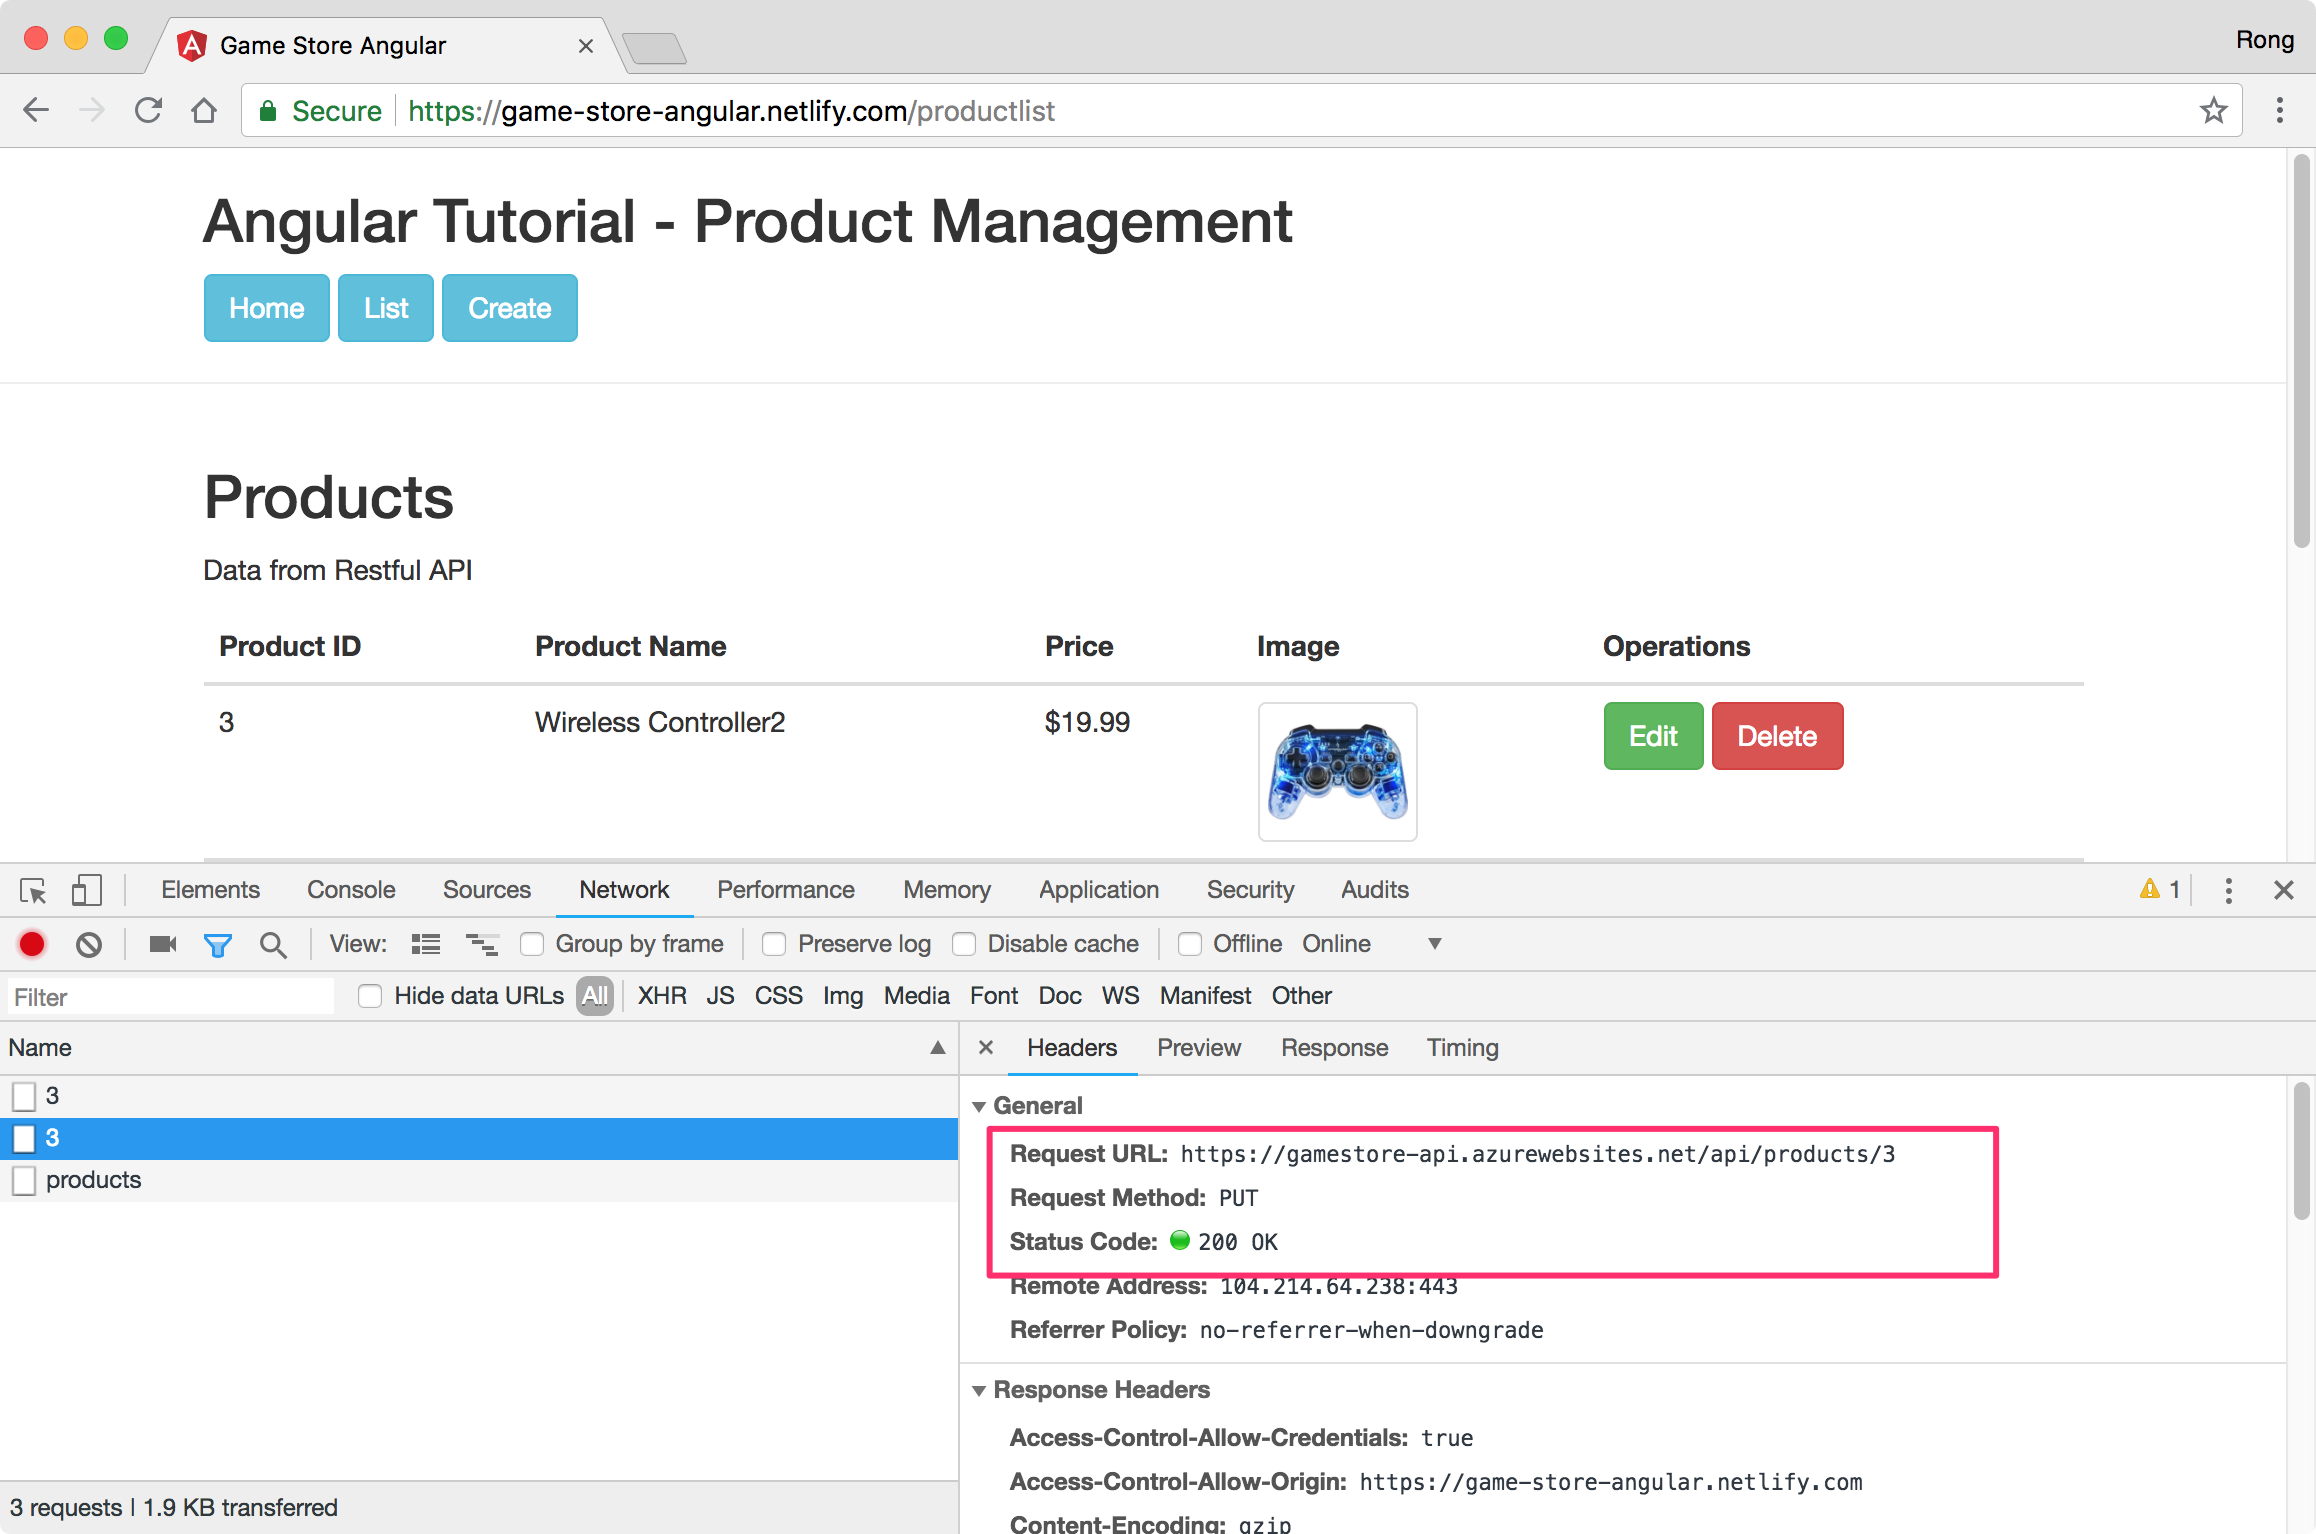 Game Store Angular
Rong
Secure https://game-store-angular.netlify.com/productlist
Angular Tutorial - Product Management
Home List Create
Products
Data from Restful API
Product ID Product Name Price Image Operations
3 Wireless Controller2 $19.99 Edit Delete
Elements Console Sources Network Performance Memory Application Security Audits 1
View: Group by frame Preserve log Disable cache Offline Online
Filter Hide data URLs All XHR JS CSS Img Media Font Doc WS Manifest Other
Name
3
3
products
3 requests | 1.9 KB transferred
Headers Preview Response Timing
General
Request URL: https://gamestore-api.azurewebsites.net/api/products/3
Request Method: PUT
Status Code: 200 OK
Remote Address: 104.214.64.238:443
Referrer Policy: no-referrer-when-downgrade
Response Headers
Access-Control-Allow-Credentials: true
Access-Control-Allow-Origin: https://game-store-angular.netlify.com
Content-Encoding: gzip